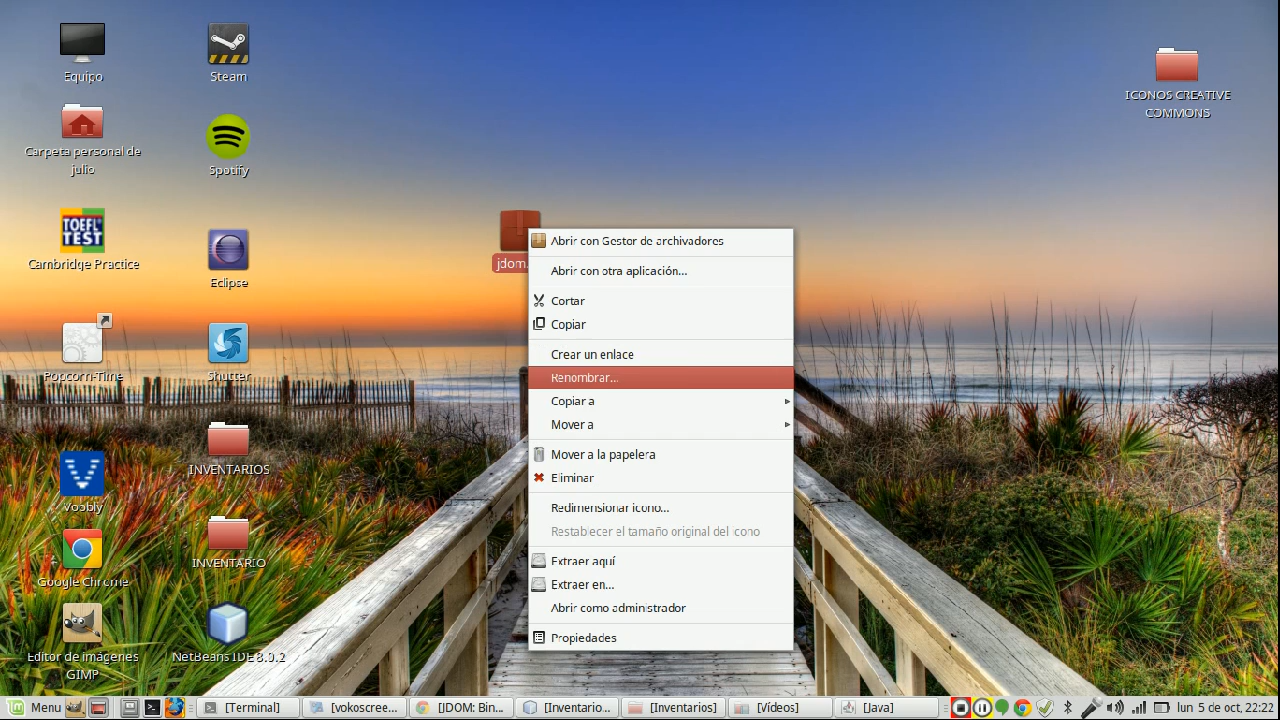 Equipo
Steam
ICONOS CREATIVE
COMMONS
Carpeta personal de
julio
Spotify
TOEFL
TEST
Cambridge Practice
Eclipse
jdom.
Popcorn-Time
Shutter
INVENTARIOS
Voobly
INVENTARIO
Google Chrome
Editor de imágenes
GIMP
NetBeans IDE 8.0.2
Abrir con Gestor de archivadores
Abrir con otra aplicación...
Cortar
Copiar
Crear un enlace
Renombrar...
Copiar a
Mover a
Mover a la papelera
Eliminar
Redimensionar icono...
Restablecer el tamaño original del icono
Extraer aquí
Extraer en...
Abrir como administrador
Propiedades
Menu
[Terminal]
[vokoscree...
[JDOM: Bin...
[Inventario...
[Inventarios]
[Vídeos]
[Java]
lun 5 de oct, 22:22